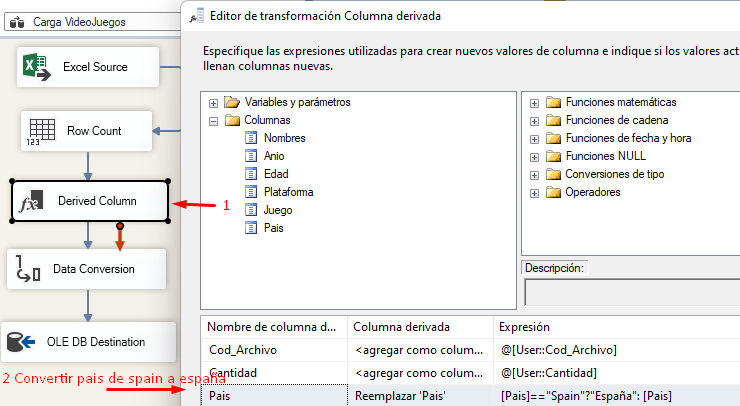 Carga VideoJuegos
Excel Source
Row Count
123
Derived Column
1
Data Conversion
OLE DB Destination
2 Convertir pais de spain a españa
Editor de transformación Columna derivada
Especifique las expresiones utilizadas para crear nuevos valores de columna e indique si los valores act
llenan columnas nuevas.
Variables y parámetros
Columnas
Nombres
Anio
Edad
Plataforma
Juego
Pais
Funciones matemáticas
Funciones de cadena
Funciones de fecha y hora
Funciones NULL
Conversiones de tipo
Operadores
Descripción:
Nombre de columna d... Columna derivada Expresión
Cod_Archivo <agregar como colum... @[User::Cod_Archivo]
Cantidad <agregar como colum... @[User::Cantidad]
Pais Reemplazar 'Pais' [Pais]=="Spain"?"España": [Pais]